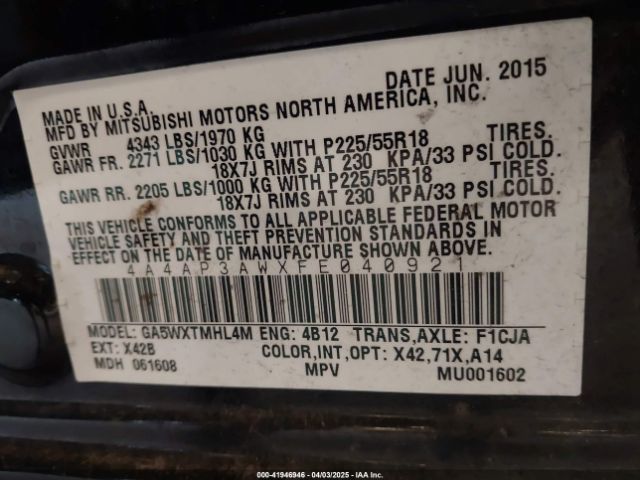 MADE IN U.S.A. DATE JUN. 2015
MFD BY MITSUBISHI MOTORS NORTH AMERICA, INC.
GVWR 4343 LBS/1970 KG
GAWR FR. 2271 LBS/1030 KG WITH P225/55R18 TIRES.
18X7J RIMS AT 230 KPA/33 PSI COLD.
GAWR RR. 2205 LBS/1000 KG WITH P225/55R18 TIRES.
18X7J RIMS AT 230 KPA/33 PSI COLD.
THIS VEHICLE CONFORMS TO ALL APPLICABLE FEDERAL MOTOR
VEHICLE SAFETY AND THEFT PREVENTION STANDARDS IN
EFFECT ON THE DATE OF MANUFACTURE SHOWN ABOVE.
4A4AP3AWXFE040921
MODEL: GA5WXTMHL4M ENG: 4B12 TRANS,AXLE: F1CJA
EXT: X42B COLOR,INT,OPT: X42,71X,A14
MDH 061608 MPV MU001602
000-41946946 - 04/03/2025 - IAA Inc.